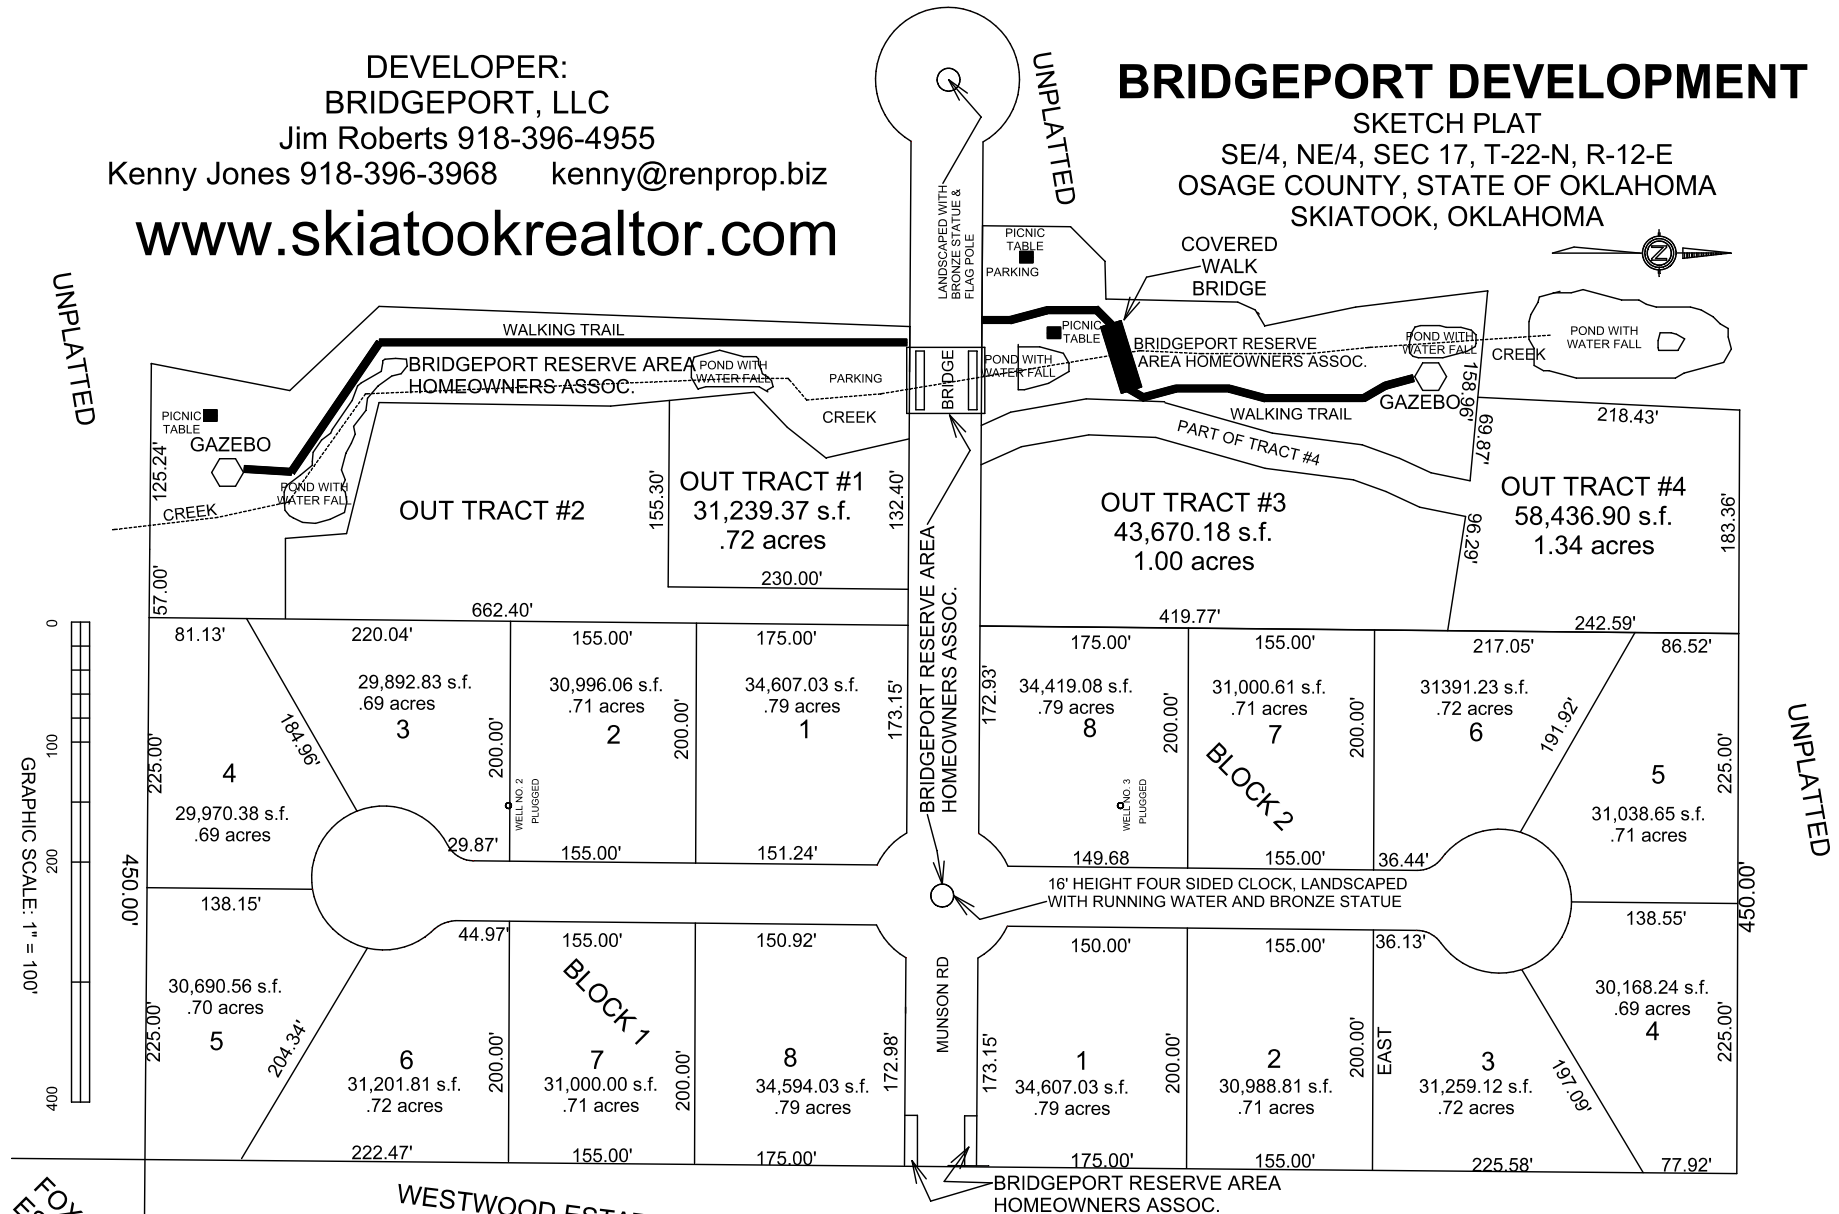 DEVELOPER:
BRIDGEPORT, LLC
Jim Roberts 918-396-4955
Kenny Jones 918-396-3968 kenny@renprop.biz
www.skiatookrealtor.com
BRIDGEPORT DEVELOPMENT
SKETCH PLAT
SE/4, NE/4, SEC 17, T-22-N, R-12-E
OSAGE COUNTY, STATE OF OKLAHOMA
SKIATOOK, OKLAHOMA
Z
UNPLATTED
UNPLATTED
UNPLATTED
LANDSCAPED WITH
BRONZE STATUE &
FLAG POLE
PICNIC
TABLE
PARKING
COVERED
WALK
BRIDGE
WALKING TRAIL
BRIDGEPORT RESERVE AREA
HOMEOWNERS ASSOC.
POND WITH
WATER FALL
PARKING
CREEK
BRIDGE
POND WITH
WATER FALL
PICNIC
TABLE
BRIDGEPORT RESERVE
AREA HOMEOWNERS ASSOC.
POND WITH
WATER FALL
CREEK
POND WITH
WATER FALL
PICNIC
TABLE
GAZEBO
POND WITH
WATER FALL
CREEK
125.24'
57.00'
WALKING TRAIL
GAZEBO
158.96'
69.87'
218.43'
PART OF TRACT #4
OUT TRACT #2
155.30'
OUT TRACT #1
31,239.37 s.f.
.72 acres
132.40'
230.00'
662.40'
BRIDGEPORT RESERVE AREA
HOMEOWNERS ASSOC.
OUT TRACT #3
43,670.18 s.f.
1.00 acres
419.77'
96.29'
OUT TRACT #4
58,436.90 s.f.
1.34 acres
183.36'
242.59'
0
100
200
400
GRAPHIC SCALE: 1" = 100'
81.13'
220.04'
155.00'
175.00'
175.00'
155.00'
217.05'
86.52'
225.00'
4
29,970.38 s.f.
.69 acres
184.96'
29,892.83 s.f.
.69 acres
3
200.00'
29.87'
WELL NO. 2
PLUGGED
30,996.06 s.f.
.71 acres
2
200.00'
155.00'
34,607.03 s.f.
.79 acres
1
173.15'
151.24'
172.93'
34,419.08 s.f.
.79 acres
8
200.00'
WELL NO. 3
PLUGGED
149.68
31,000.61 s.f.
.71 acres
7
200.00'
BLOCK 2
155.00'
31391.23 s.f.
.72 acres
6
191.92'
36.44'
5
31,038.65 s.f.
.71 acres
225.00'
450.00'
450.00'
16' HEIGHT FOUR SIDED CLOCK, LANDSCAPED
WITH RUNNING WATER AND BRONZE STATUE
138.15'
44.97'
155.00'
150.92'
150.00'
155.00'
36.13'
138.55'
30,690.56 s.f.
.70 acres
5
225.00'
204.34'
BLOCK 1
6
31,201.81 s.f.
.72 acres
200.00'
7
31,000.00 s.f.
.71 acres
200.00'
8
34,594.03 s.f.
.79 acres
172.98'
MUNSON RD
173.15'
1
34,607.03 s.f.
.79 acres
200.00'
2
30,988.81 s.f.
.71 acres
200.00'
EAST
3
31,259.12 s.f.
.72 acres
197.09'
30,168.24 s.f.
.69 acres
4
225.00'
222.47'
155.00'
175.00'
175.00'
155.00'
225.58'
77.92'
BRIDGEPORT RESERVE AREA
HOMEOWNERS ASSOC.
WESTWOOD
FOX